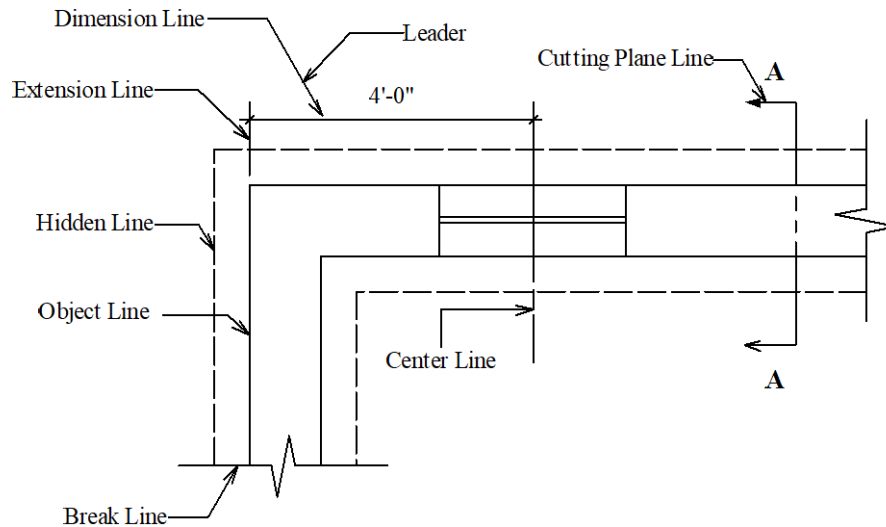 Dimension Line
Leader
Cutting Plane Line
A
Extension Line
4'-0"
Hidden Line
Object Line
Center Line
A
Break Line